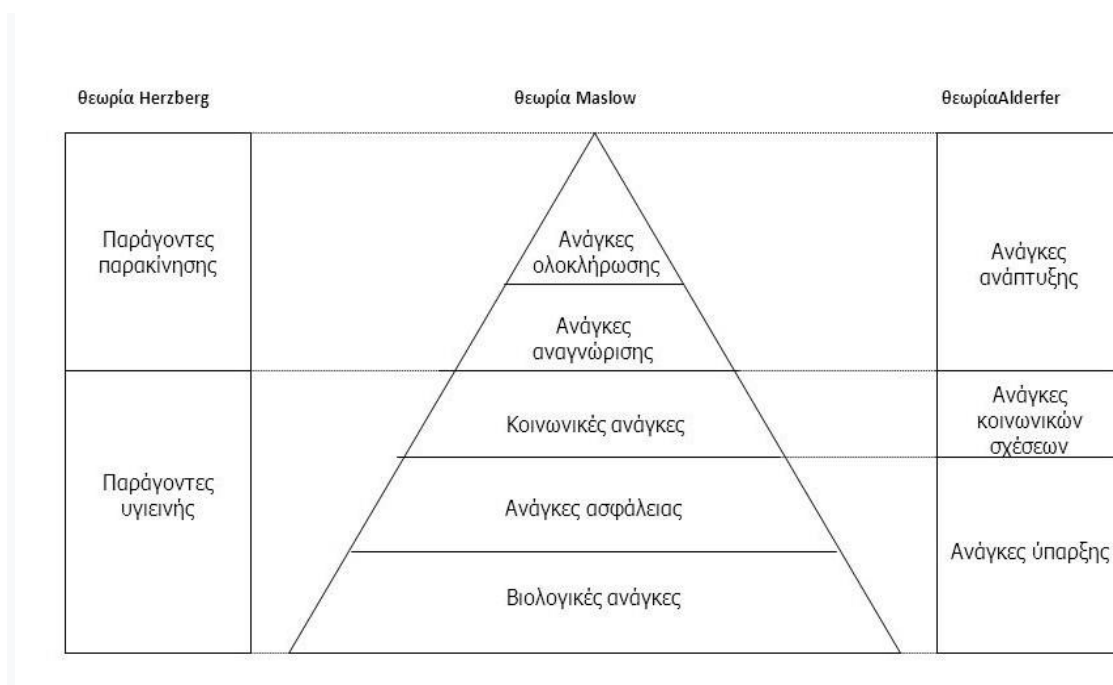 θεωρία Herzberg
θεωρία Maslow
θεωρίαAlderfer
Παράγοντες
παρακίνησης
Ανάγκες
ολοκλήρωσης
Ανάγκες
ανάπτυξης
Ανάγκες
αναγνώρισης
Κοινωνικές ανάγκες
Ανάγκες
κοινωνικών
σχέσεων
Παράγοντες
υγιεινής
Ανάγκες ασφάλειας
Ανάγκες ύπαρξης
Βιολογικές ανάγκες